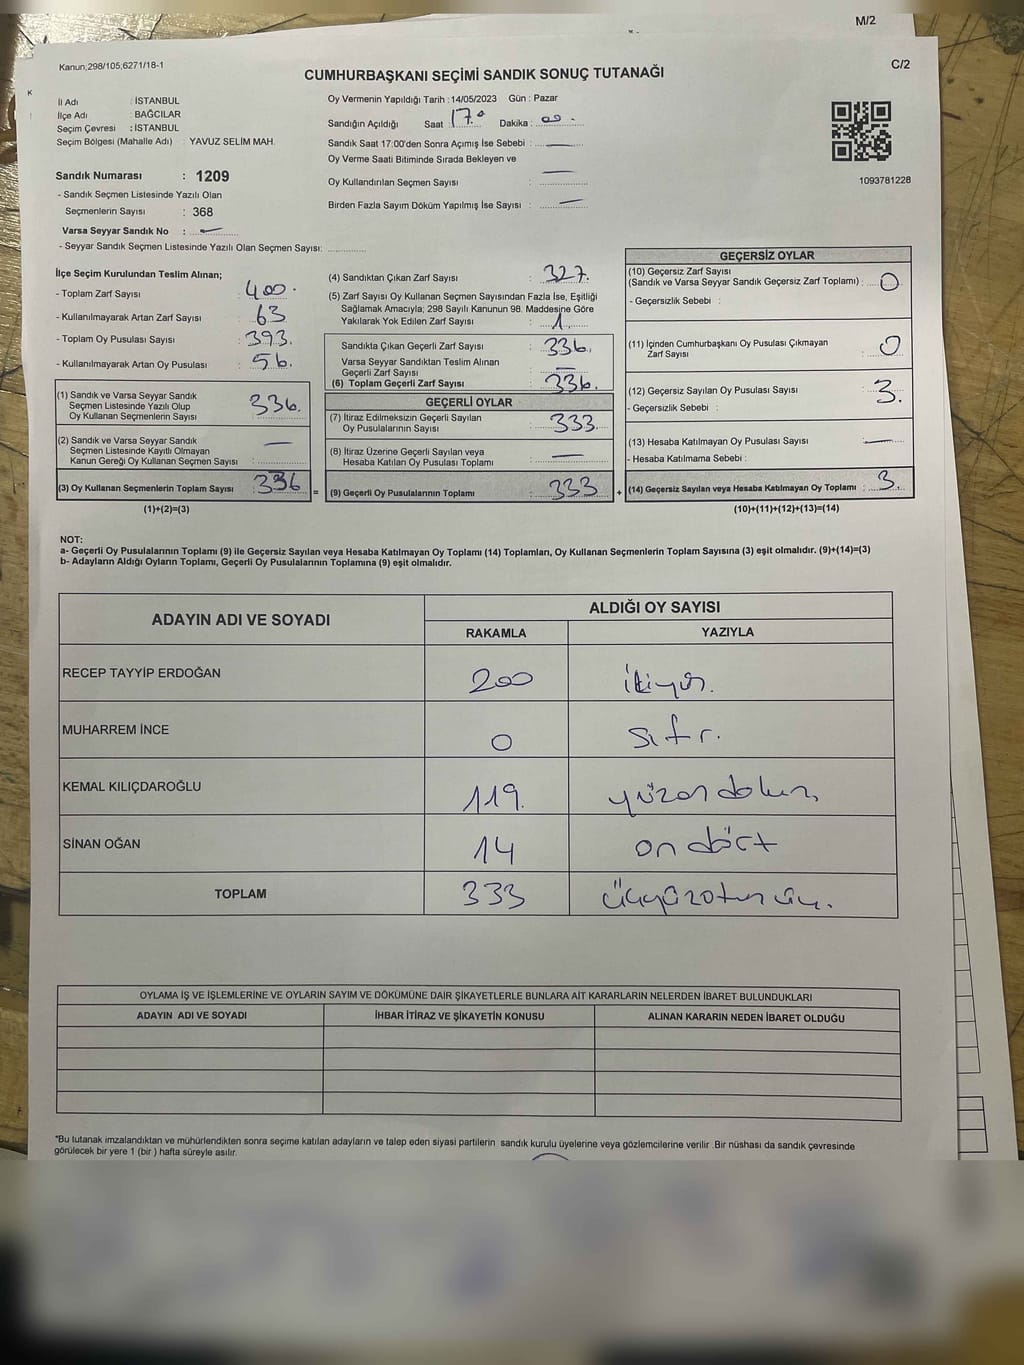 M/2
Kanun,298/105;6271/18-1
C/2
CUMHURBAŞKANI SEÇİMİ SANDIK SONUÇ TUTANAĞI
İl Adı : İSTANBUL
İlçe Adı : BAĞCILAR
Seçim Çevresi : İSTANBUL
Seçim Bölgesi (Mahalle Adı) : YAVUZ SELİM MAH.
Oy Vermenin Yapıldığı Tarih :14/05/2023 Gün : Pazar
Sandığın Açıldığı Saat : 17.00 Dakika : 00.
Sandık Saat 17:00'den Sonra Açımış İse Sebebi : —
Oy Verme Saati Bitiminde Sırada Bekleyen ve
Oy Kullandırılan Seçmen Sayısı : —
Birden Fazla Sayım Döküm Yapılmış İse Sayısı : —
1093781228
Sandık Numarası : 1209
- Sandık Seçmen Listesinde Yazılı Olan
Seçmenlerin Sayısı : 368
Varsa Seyyar Sandık No : —
- Seyyar Sandık Seçmen Listesinde Yazılı Olan Seçmen Sayısı:
İlçe Seçim Kurulundan Teslim Alınan;
- Toplam Zarf Sayısı : 400.
- Kullanılmayarak Artan Zarf Sayısı : 63
- Toplam Oy Pusulası Sayısı : 393.
- Kullanılmayarak Artan Oy Pusulası : 56.
(1) Sandık ve Varsa Seyyar Sandık
Seçmen Listesinde Yazılı Olup
Oy Kullanan Seçmenlerin Sayısı : 336.
(2) Sandık ve Varsa Seyyar Sandık
Seçmen Listesinde Kayıtlı Olmayan
Kanun Gereği Oy Kullanan Seçmen Sayısı : —
(3) Oy Kullanan Seçmenlerin Toplam Sayısı : 336
(1)+(2)=(3)
(4) Sandıktan Çıkan Zarf Sayısı : 327.
(5) Zarf Sayısı Oy Kullanan Seçmen Sayısından Fazla İse, Eşitliği
Sağlamak Amacıyla; 298 Sayılı Kanunun 98. Maddesine Göre
Yakılarak Yok Edilen Zarf Sayısı : 1.
Sandıkta Çıkan Geçerli Zarf Sayısı : 336.
Varsa Seyyar Sandıktan Teslim Alınan
Geçerli Zarf Sayısı : —
(6) Toplam Geçerli Zarf Sayısı : 336.
GEÇERLİ OYLAR
(7) İtiraz Edilmeksizin Geçerli Sayılan
Oy Pusulalarının Sayısı : 333.
(8) İtiraz Üzerine Geçerli Sayılan veya
Hesaba Katılan Oy Pusulası Toplamı : —
= (9) Geçerli Oy Pusulalarının Toplamı : 333 +
GEÇERSİZ OYLAR
(10) Geçersiz Zarf Sayısı
(Sandık ve Varsa Seyyar Sandık Geçersiz Zarf Toplamı) : 0
- Geçersizlik Sebebi :
(11) İçinden Cumhurbaşkanı Oy Pusulası Çıkmayan
Zarf Sayısı : 0
(12) Geçersiz Sayılan Oy Pusulası Sayısı : 3.
- Geçersizlik Sebebi :
(13) Hesaba Katılmayan Oy Pusulası Sayısı : —
- Hesaba Katılmama Sebebi :
(14) Geçersiz Sayılan veya Hesaba Katılmayan Oy Toplamı : 3.
(10)+(11)+(12)+(13)=(14)
NOT:
a- Geçerli Oy Pusulalarının Toplamı (9) ile Geçersiz Sayılan veya Hesaba Katılmayan Oy Toplamı (14) Toplamları, Oy Kullanan Seçmenlerin Toplam Sayısına (3) eşit olmalıdır. (9)+(14)=(3)
b- Adayların Aldığı Oyların Toplamı, Geçerli Oy Pusulalarının Toplamına (9) eşit olmalıdır.
ADAYIN ADI VE SOYADI
ALDIĞI OY SAYISI
RAKAMLA YAZIYLA
RECEP TAYYİP ERDOĞAN 200 ikiyüz.
MUHARREM İNCE 0 sıfır.
KEMAL KILIÇDAROĞLU 119. yüzondokuz
SİNAN OĞAN 14 on dört
TOPLAM 333 üçyüzotuzüç.
OYLAMA İŞ VE İŞLEMLERİNE VE OYLARIN SAYIM VE DÖKÜMÜNE DAİR ŞİKAYETLERLE BUNLARA AİT KARARLARIN NELERDEN İBARET BULUNDUKLARI
ADAYIN ADI VE SOYADI İHBAR İTİRAZ VE ŞİKAYETİN KONUSU ALINAN KARARIN NEDEN İBARET OLDUĞU
*Bu tutanak imzalandıktan ve mühürlendikten sonra seçime katılan adayların ve talep eden siyasi partilerin sandık kurulu üyelerine veya gözlemcilerine verilir .Bir nüshası da sandık çevresinde
görülecek bir yere 1 (bir ) hafta süreyle asılır.